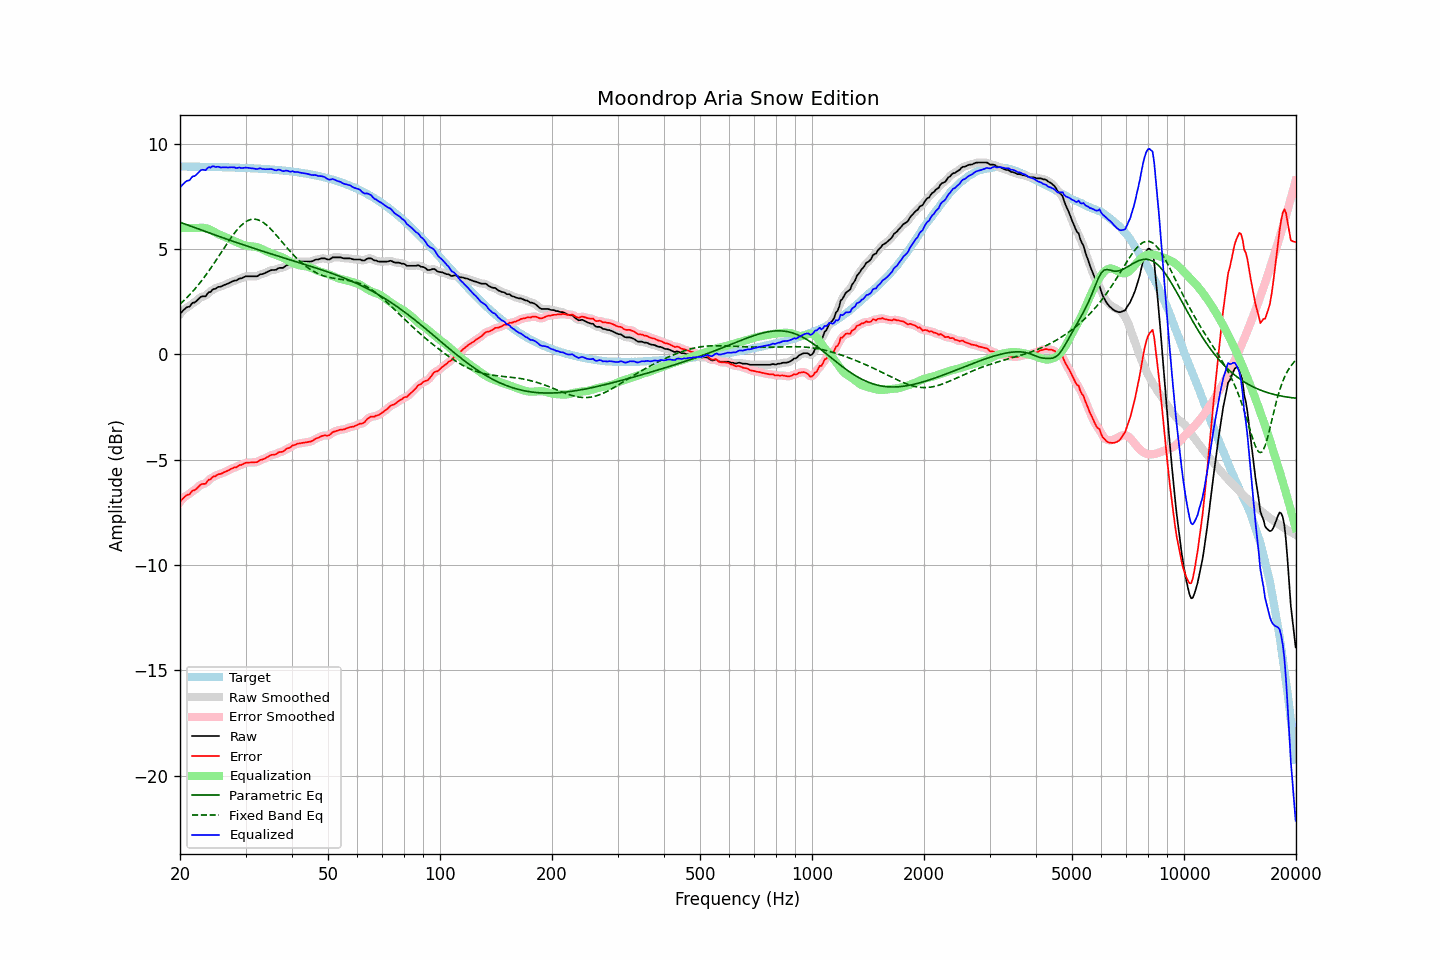 Moondrop Aria Snow Edition
Amplitude (dBr)
10
5
0
−5
−10
−15
−20
Target
Raw Smoothed
Error Smoothed
Raw
Error
Equalization
Parametric Eq
Fixed Band Eq
Equalized
20 50 100 200 500 1000 2000 5000 10000 20000
Frequency (Hz)